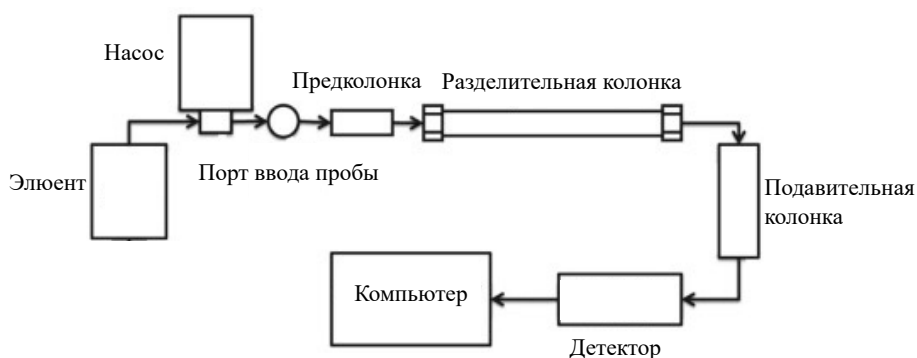 Насос
Предколонка
Разделительная колонка
Элюент
Порт ввода пробы
Подавительная
колонка
Компьютер
Детектор